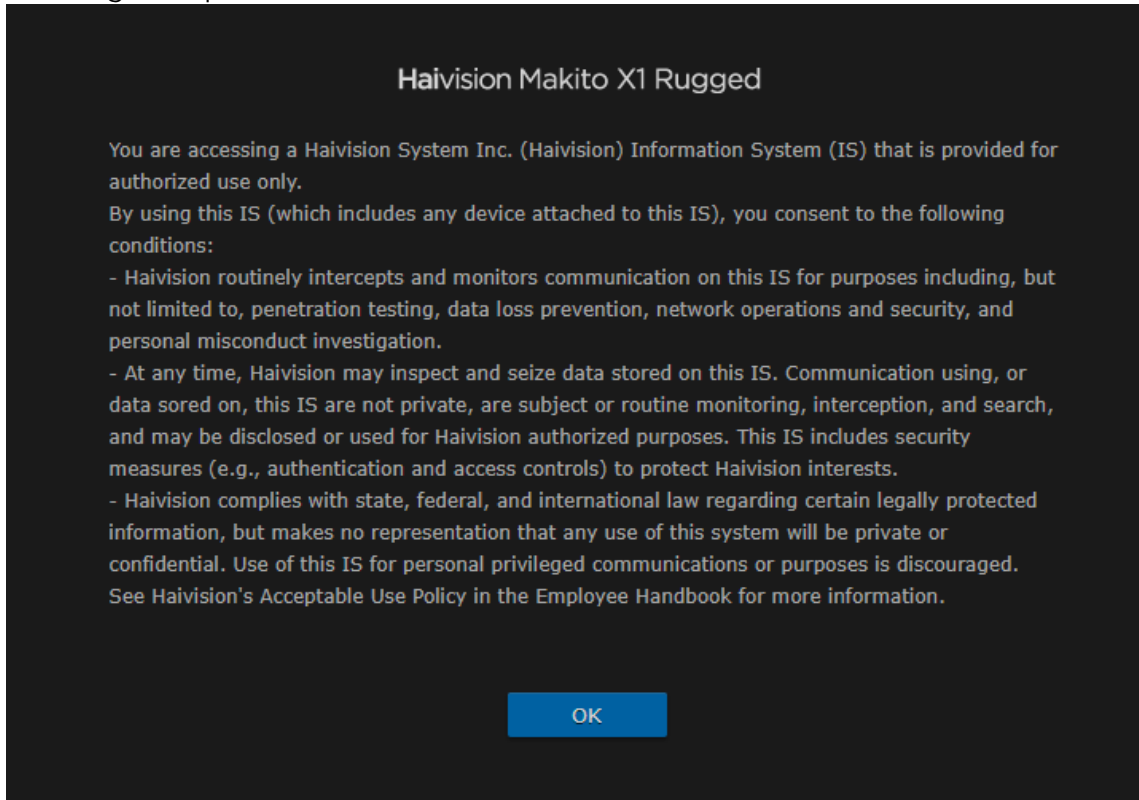 Haivision Makito X1 Rugged
You are accessing a Haivision System Inc. (Haivision) Information System (IS) that is provided for
authorized use only.
By using this IS (which includes any device attached to this IS), you consent to the following
conditions:
- Haivision routinely intercepts and monitors communication on this IS for purposes including, but
not limited to, penetration testing, data loss prevention, network operations and security, and
personal misconduct investigation.
- At any time, Haivision may inspect and seize data stored on this IS. Communication using, or
data sored on, this IS are not private, are subject or routine monitoring, interception, and search,
and may be disclosed or used for Haivision authorized purposes. This IS includes security
measures (e.g., authentication and access controls) to protect Haivision interests.
- Haivision complies with state, federal, and international law regarding certain legally protected
information, but makes no representation that any use of this system will be private or
confidential. Use of this IS for personal privileged communications or purposes is discouraged.
See Haivision's Acceptable Use Policy in the Employee Handbook for more information.
OK